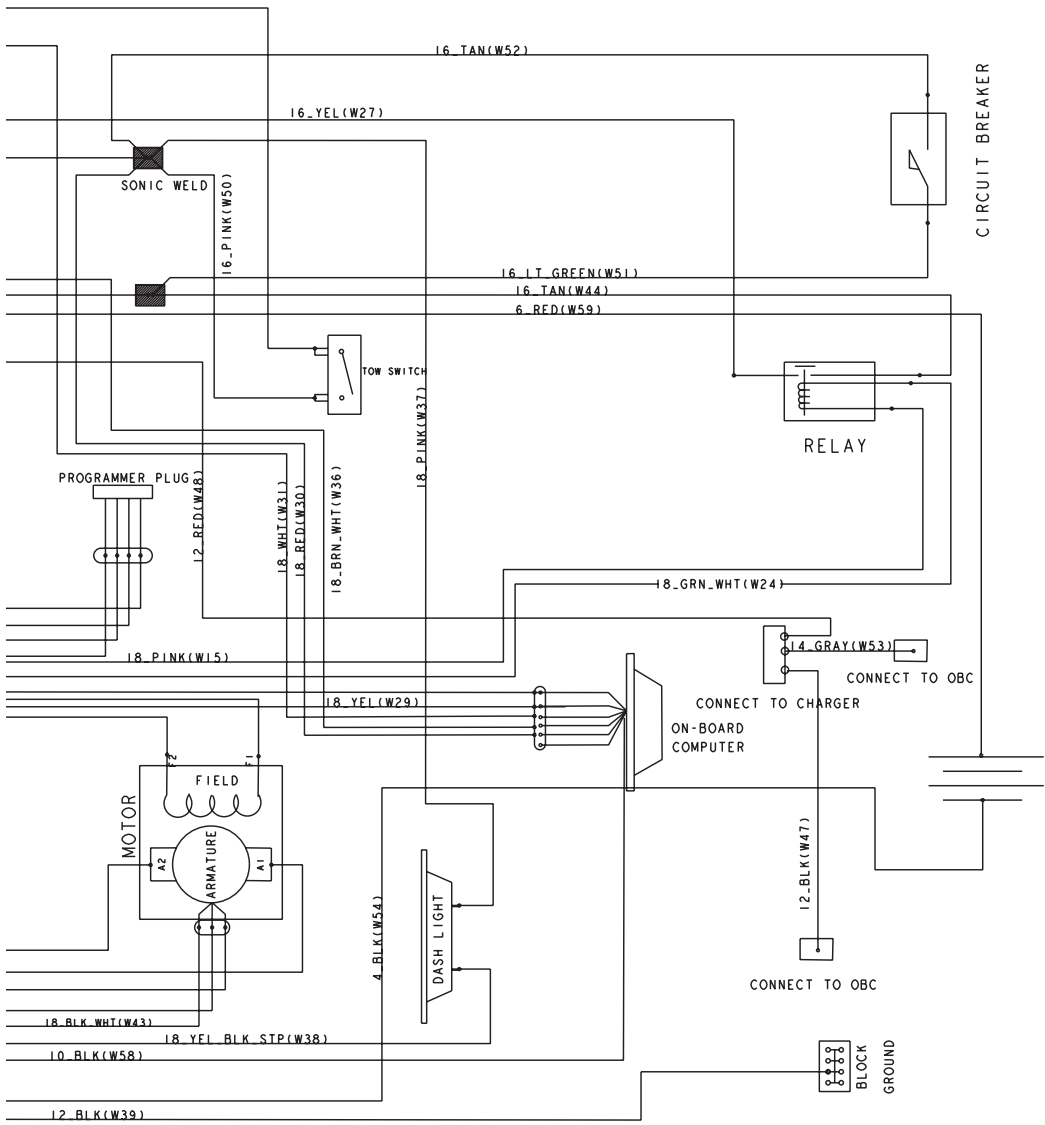 16_TAN(W52)
CIRCUIT BREAKER
16_YEL(W27)
SONIC WELD
16_PINK(W50)
16_LT_GREEN(W51)
16_TAN(W44)
6_RED(W59)
TOW SWITCH
18_PINK(W37)
RELAY
PROGRAMMER PLUG
12_RED(W48)
18_WHT(W31)
18_RED(W30)
18_BRN_WHT(W36)
18_GRN_WHT(W24)
18_PINK(W15)
14_GRAY(W53)
CONNECT TO OBC
CONNECT TO CHARGER
18_YEL(W29)
ON-BOARD
COMPUTER
F2
F1
FIELD
MOTOR
A2
ARMATURE
A1
12_BLK(W47)
4_BLK(W54)
DASH LIGHT
CONNECT TO OBC
18_BLK_WHT(W43)
18_YEL_BLK_STP(W38)
10_BLK(W58)
BLOCK
GROUND
12_BLK(W39)